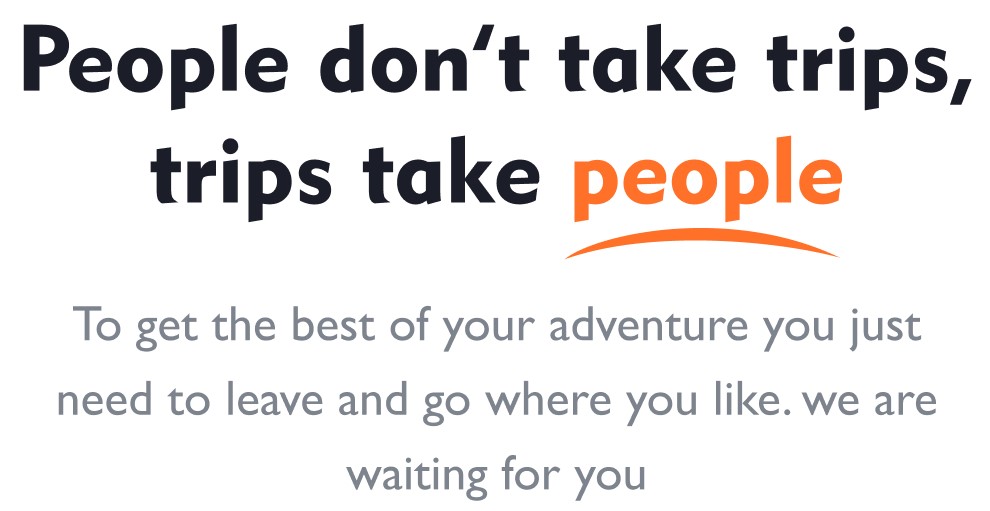 People don‘t take trips,
trips take people
To get the best of your adventure you just
need to leave and go where you like. we are
waiting for you